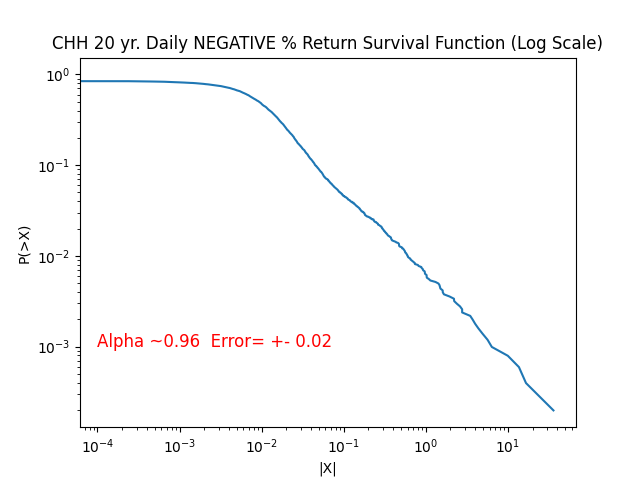 CHH 20 yr. Daily NEGATIVE % Return Survival Function (Log Scale)
10^0
10^-1
10^-2
10^-3
P(>X)
Alpha ~0.96  Error= +- 0.02
10^-4 10^-3 10^-2 10^-1 10^0 10^1
|X|